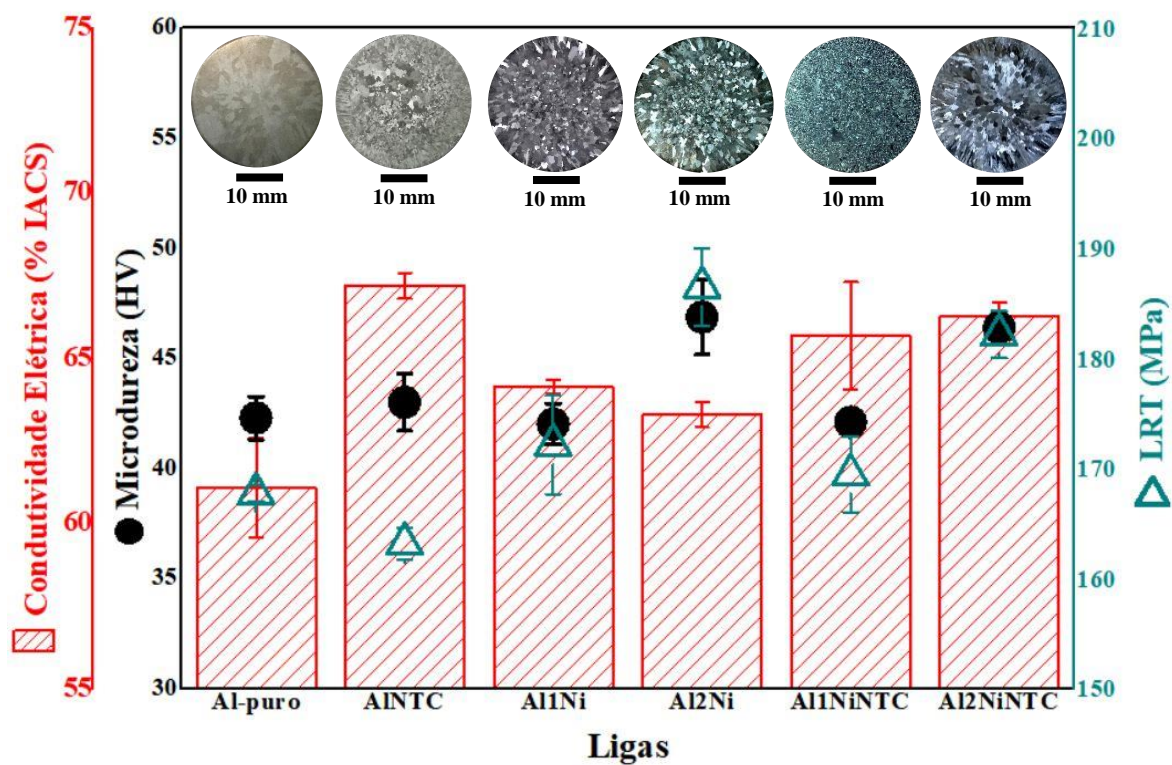 Condutividade Elétrica (% IACS)
75
70
65
60
55
Microdureza (HV)
60
55
50
45
40
35
30
10 mm
10 mm
10 mm
10 mm
10 mm
10 mm
210
200
190
180
170
160
150
LRT (MPa)
Al-puro
AlNTC
Al1Ni
Al2Ni
Al1NiNTC
Al2NiNTC
Ligas